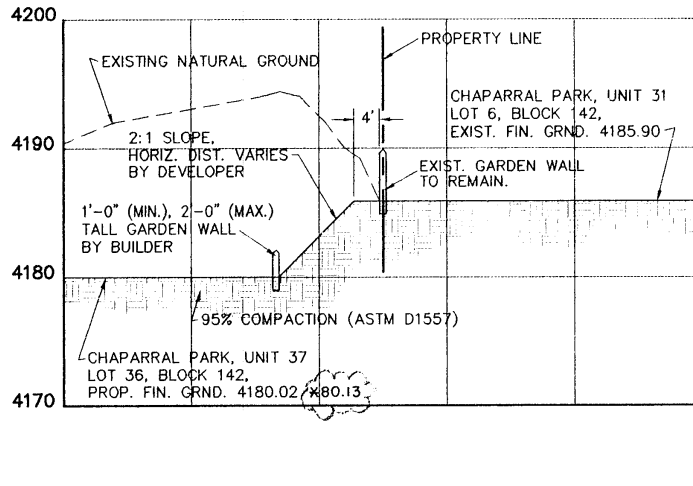 4200
EXISTING NATURAL GROUND
PROPERTY LINE
4'
CHAPARRAL PARK, UNIT 31
LOT 6, BLOCK 142,
EXIST. FIN. GRND. 4185.90
4190
2:1 SLOPE,
HORIZ. DIST. VARIES
BY DEVELOPER
EXIST. GARDEN WALL
TO REMAIN.
1'-0" (MIN.), 2'-0" (MAX.)
TALL GARDEN WALL
BY BUILDER
4180
95% COMPACTION (ASTM D1557)
CHAPARRAL PARK, UNIT 37
LOT 36, BLOCK 142,
PROP. FIN. GRND. 4180.02 80.13
4170